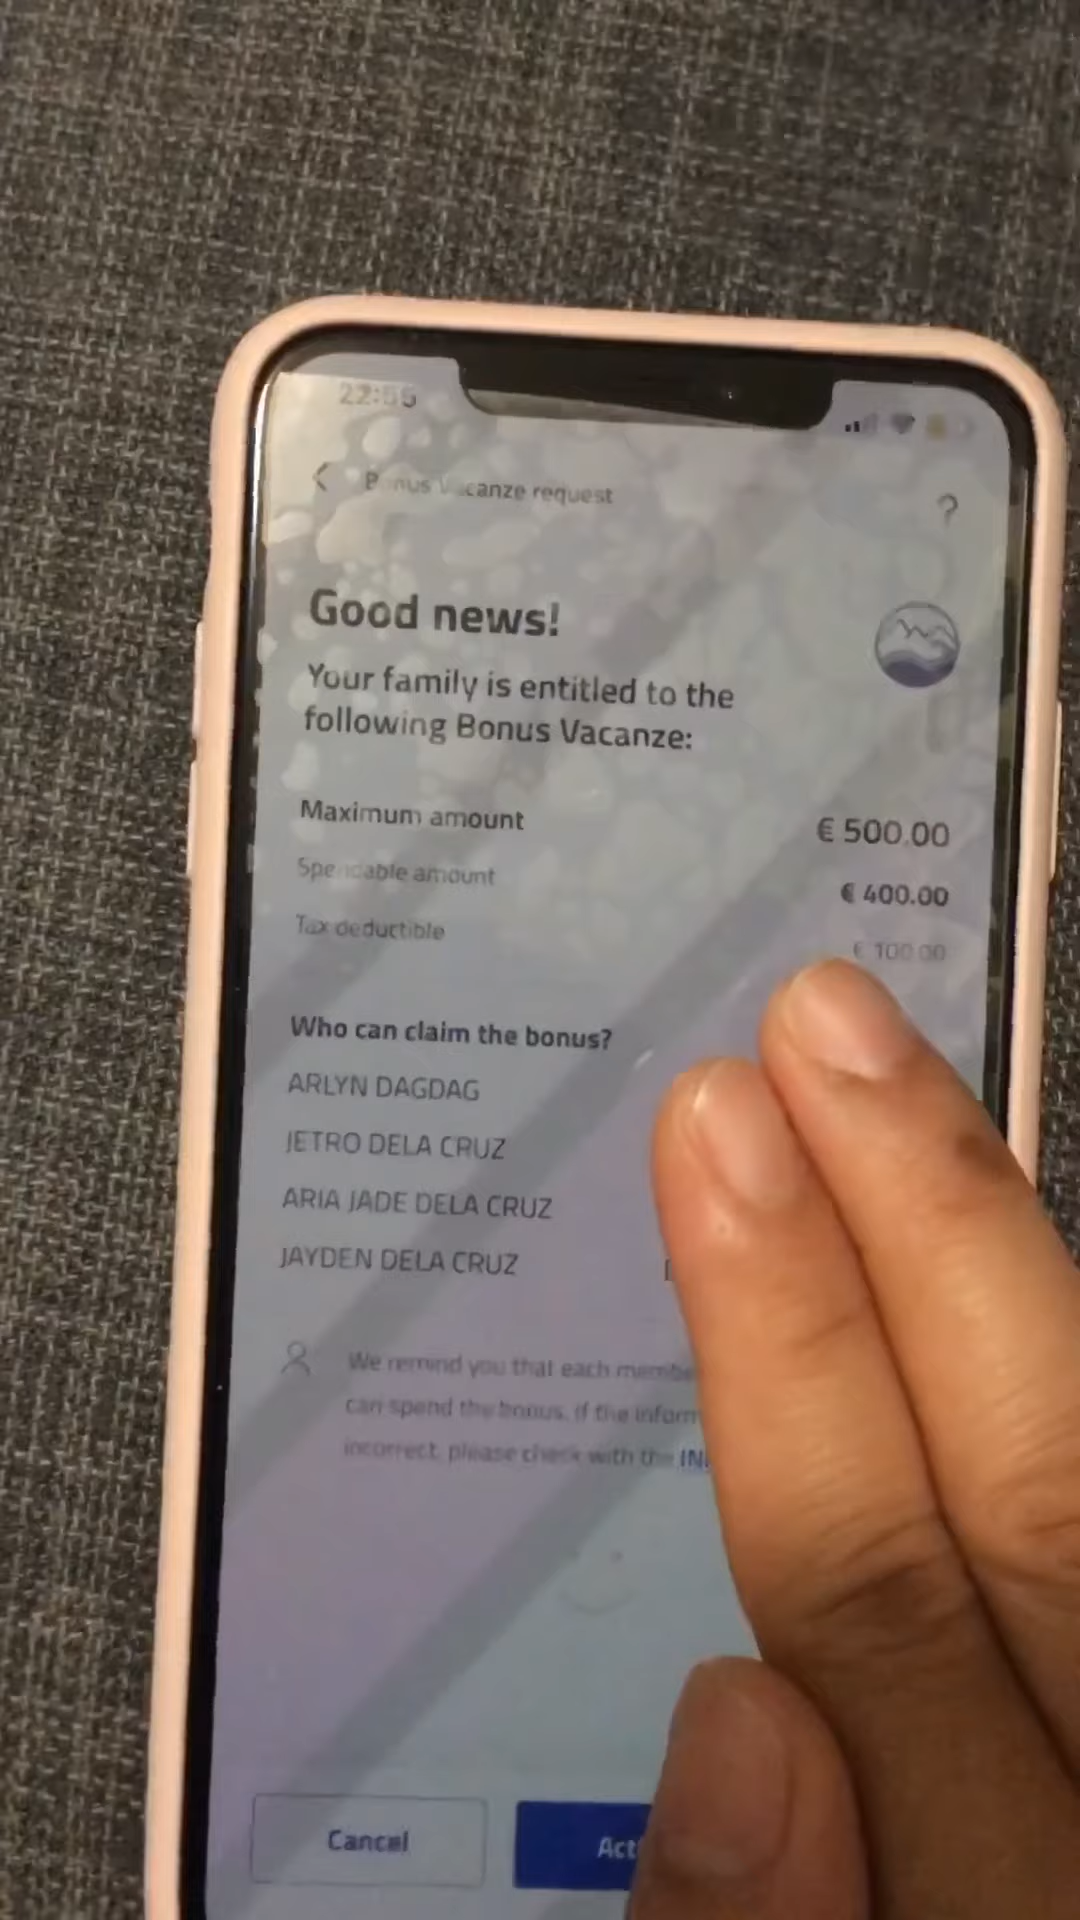 22:55
Bonus Vacanze request
?
Good news!
Your family is entitled to the
following Bonus Vacanze:
Maximum amount € 500.00
Spendable amount € 400.00
Tax deductible € 100.00
Who can claim the bonus?
ARLYN DAGDAG
JETRO DELA CRUZ
ARIA JADE DELA CRUZ
JAYDEN DELA CRUZ
We remind you that each
can spend the bonus. If the
incorrect, please check with the
Cancel